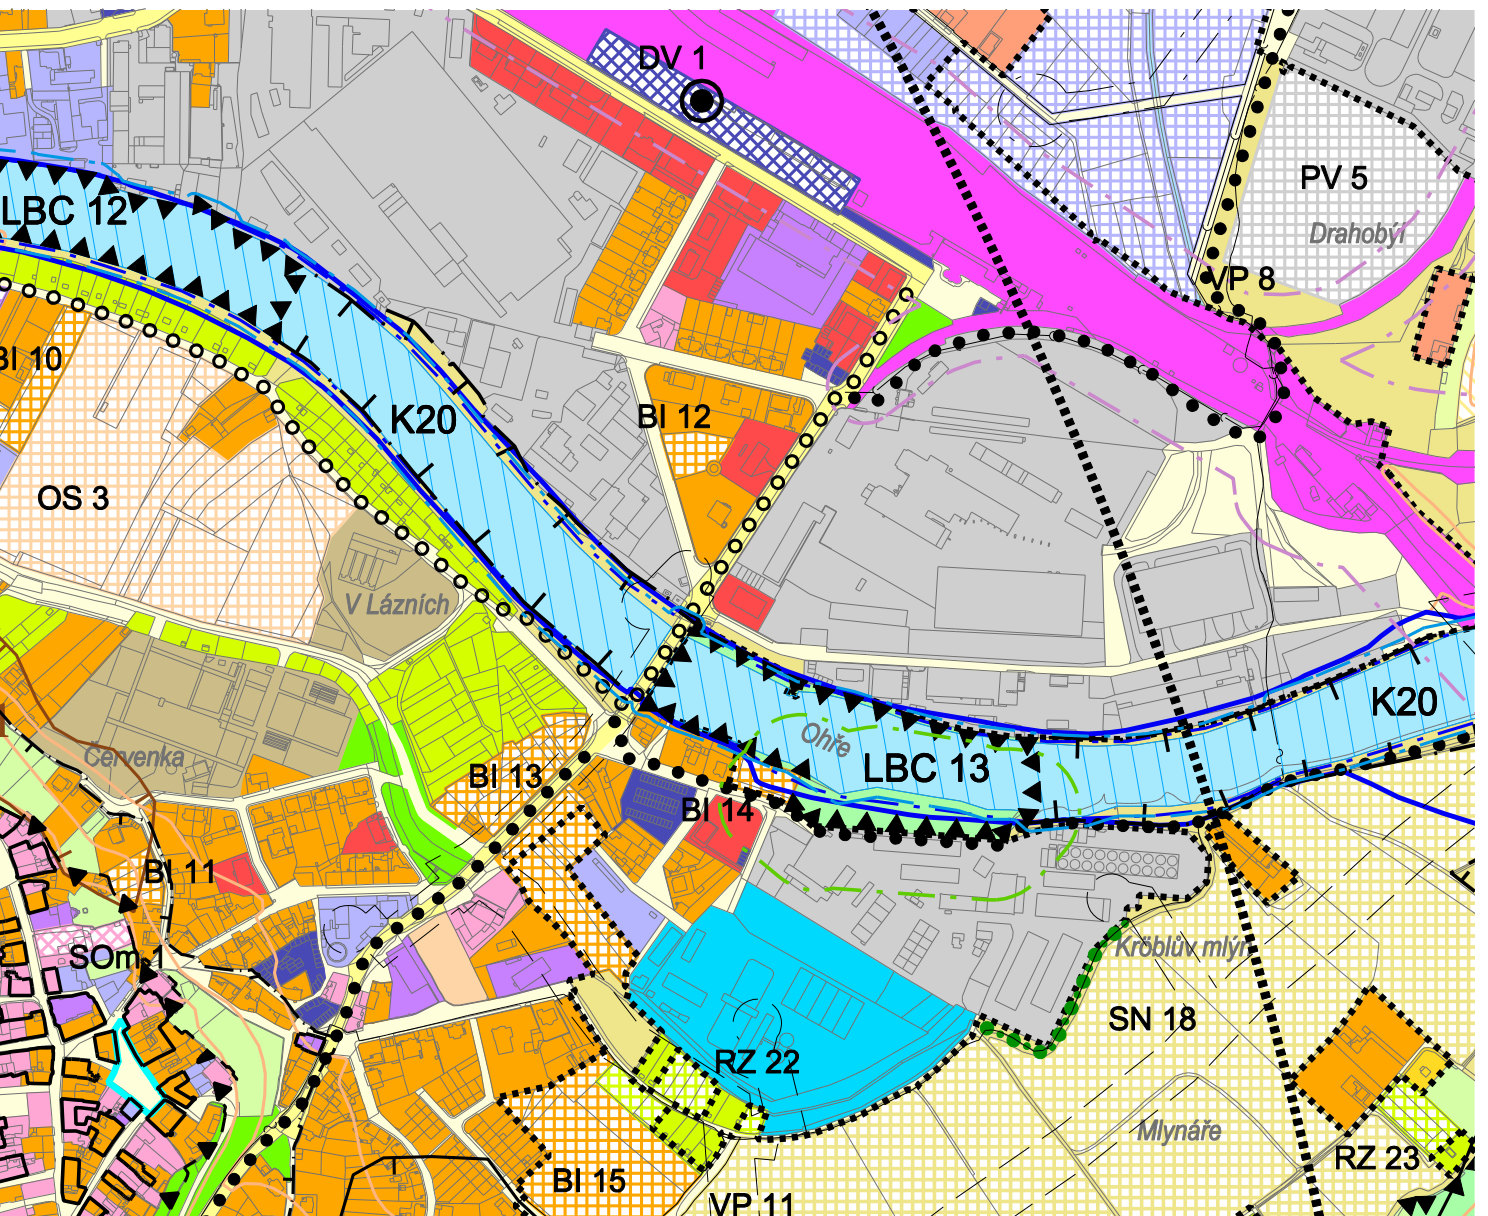 DV 1
PV 5
LBC 12
Drahobýl
VP 8
BI 10
K20
BI 12
OS 3
V Lázních
K20
Ohře
Červenka
LBC 13
BI 13
BI 14
BI 11
Kröblův mlýn
SOm 1
SN 18
RZ 22
Mlynáře
RZ 23
BI 15
VP 11